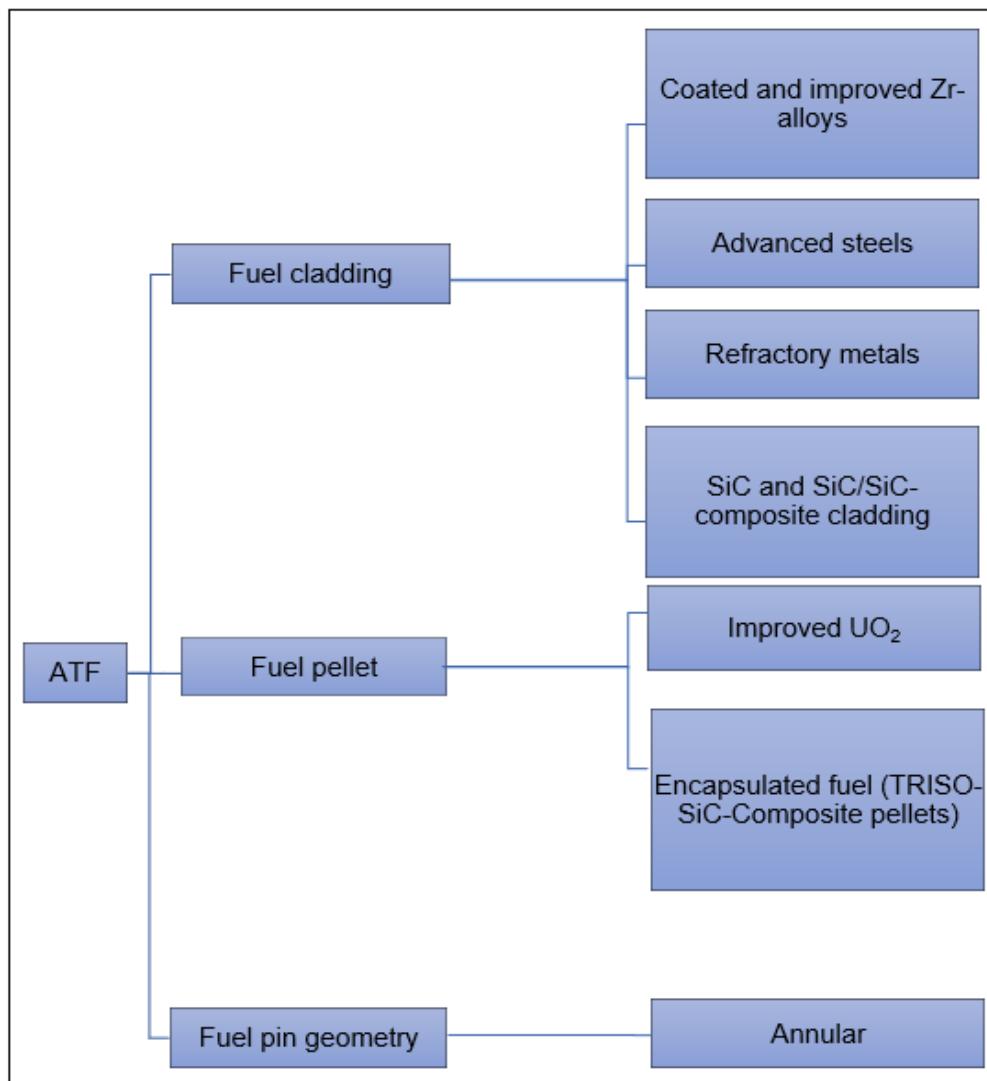 Coated and improved Zr-
alloys
Advanced steels
Fuel cladding
Refractory metals
SiC and SiC/SiC-
composite cladding
Improved UO₂
ATF
Fuel pellet
Encapsulated fuel (TRISO-
SiC-Composite pellets)
Fuel pin geometry
Annular